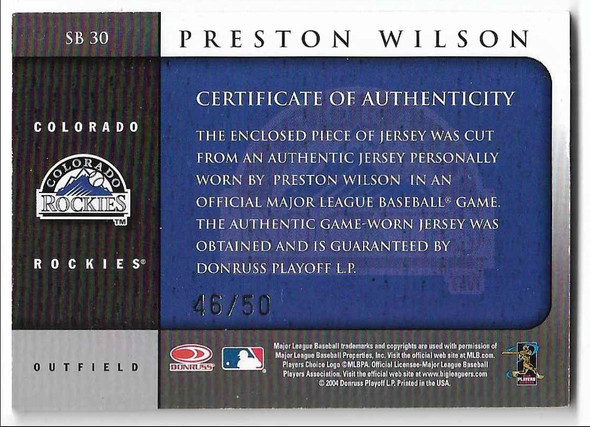 SB 30
PRESTON WILSON
COLORADO
COLORADO
ROCKIES
TM
ROCKIES®
OUTFIELD
CERTIFICATE OF AUTHENTICITY
THE ENCLOSED PIECE OF JERSEY WAS CUT
FROM AN AUTHENTIC JERSEY PERSONALLY
WORN BY PRESTON WILSON IN AN
OFFICIAL MAJOR LEAGUE BASEBALL® GAME.
THE AUTHENTIC GAME-WORN JERSEY WAS
OBTAINED AND IS GUARANTEED BY
DONRUSS PLAYOFF L.P.
46/50
DONRUSS
Major League Baseball trademarks and copyrights are used with permission of
Major League Baseball Properties, Inc. Visit the official web site at MLB.com.
Players Choice Logo ©MLBPA. Official Licensee-Major League Baseball
Players Association. Visit the official web site at www.bigleaguers.com
© 2004 Donruss Playoff L.P. Printed in the USA.
PLAYERS